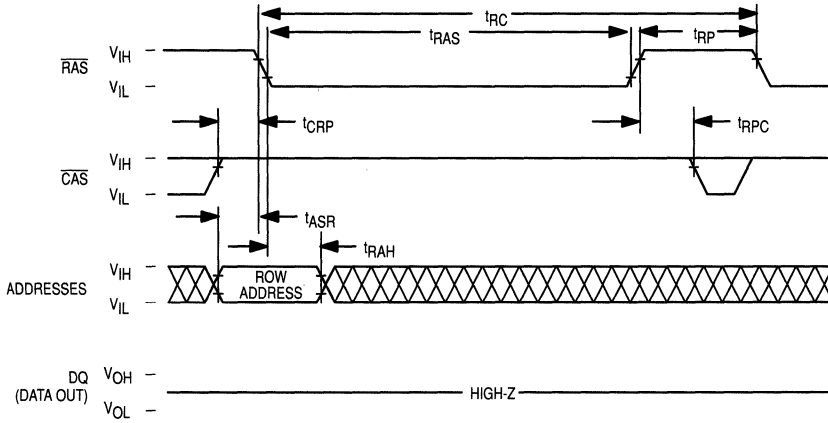 tRC
tRAS
tRP
RAS
VIH
VIL
tCRP
tRPC
CAS
VIH
VIL
tASR
tRAH
ADDRESSES
VIH
VIL
ROW
ADDRESS
DQ
(DATA OUT)
VOH
VOL
HIGH-Z